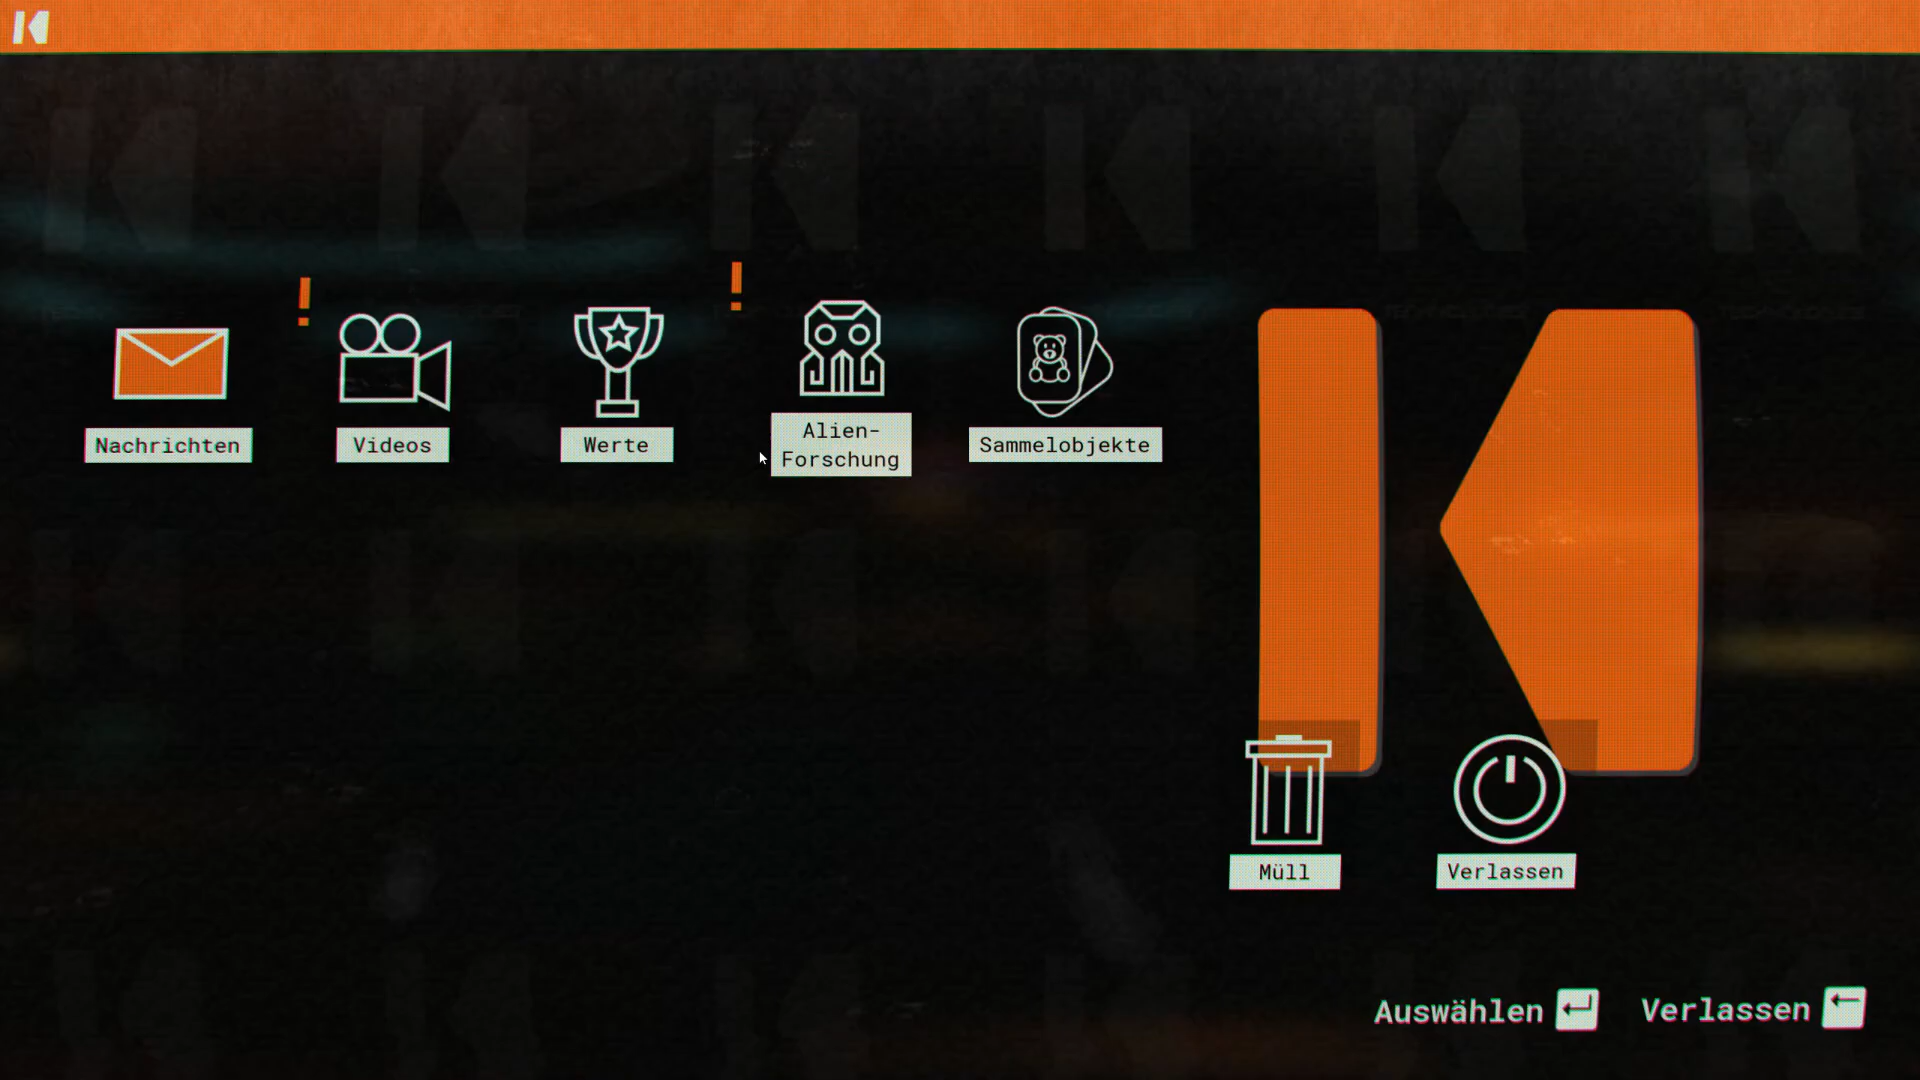 !
!
Nachrichten
Videos
Werte
Alien-
Forschung
Sammelobjekte
Müll
Verlassen
Auswählen
Verlassen